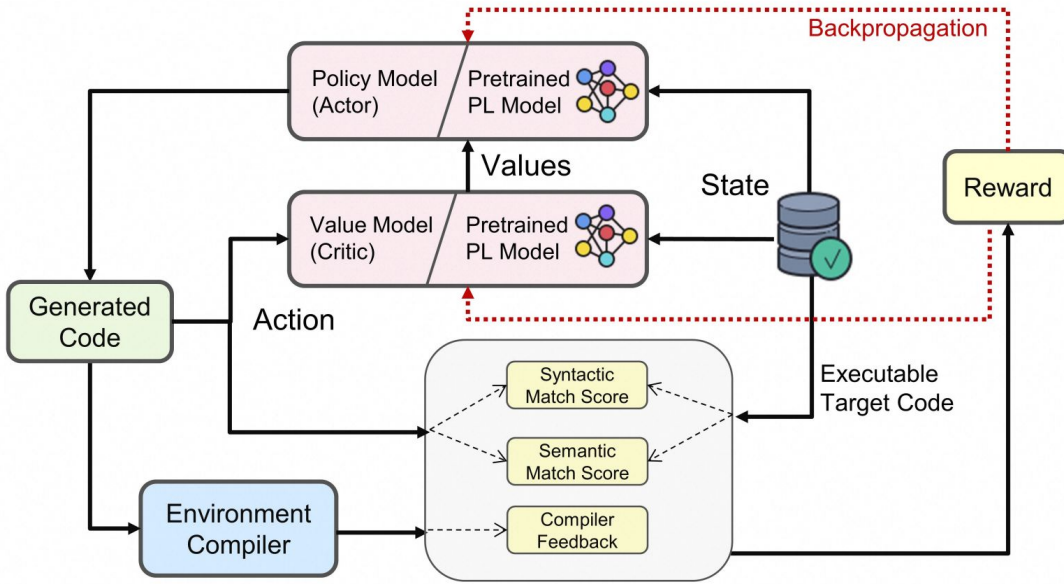 Backpropagation
Policy Model
(Actor)
Pretrained
PL Model
Values
State
Reward
Value Model
(Critic)
Pretrained
PL Model
Generated
Code
Action
Executable
Target Code
Syntactic
Match Score
Semantic
Match Score
Environment
Compiler
Compiler
Feedback